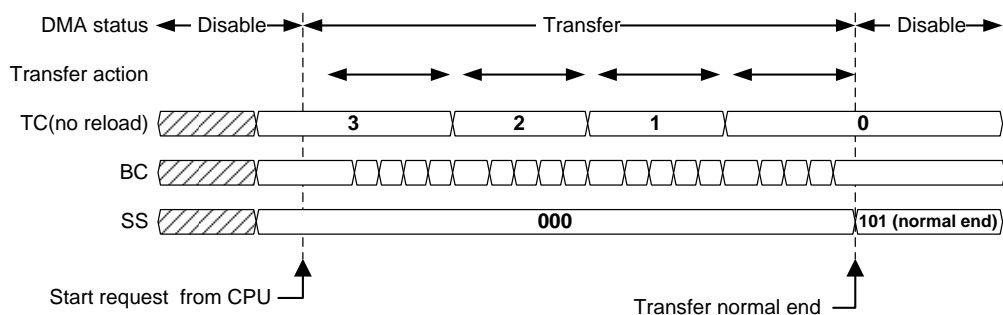 DMA status Disable Transfer Disable
Transfer action
TC(no reload) 3 2 1 0
BC
SS 000 101 (normal end)
Start request from CPU Transfer normal end